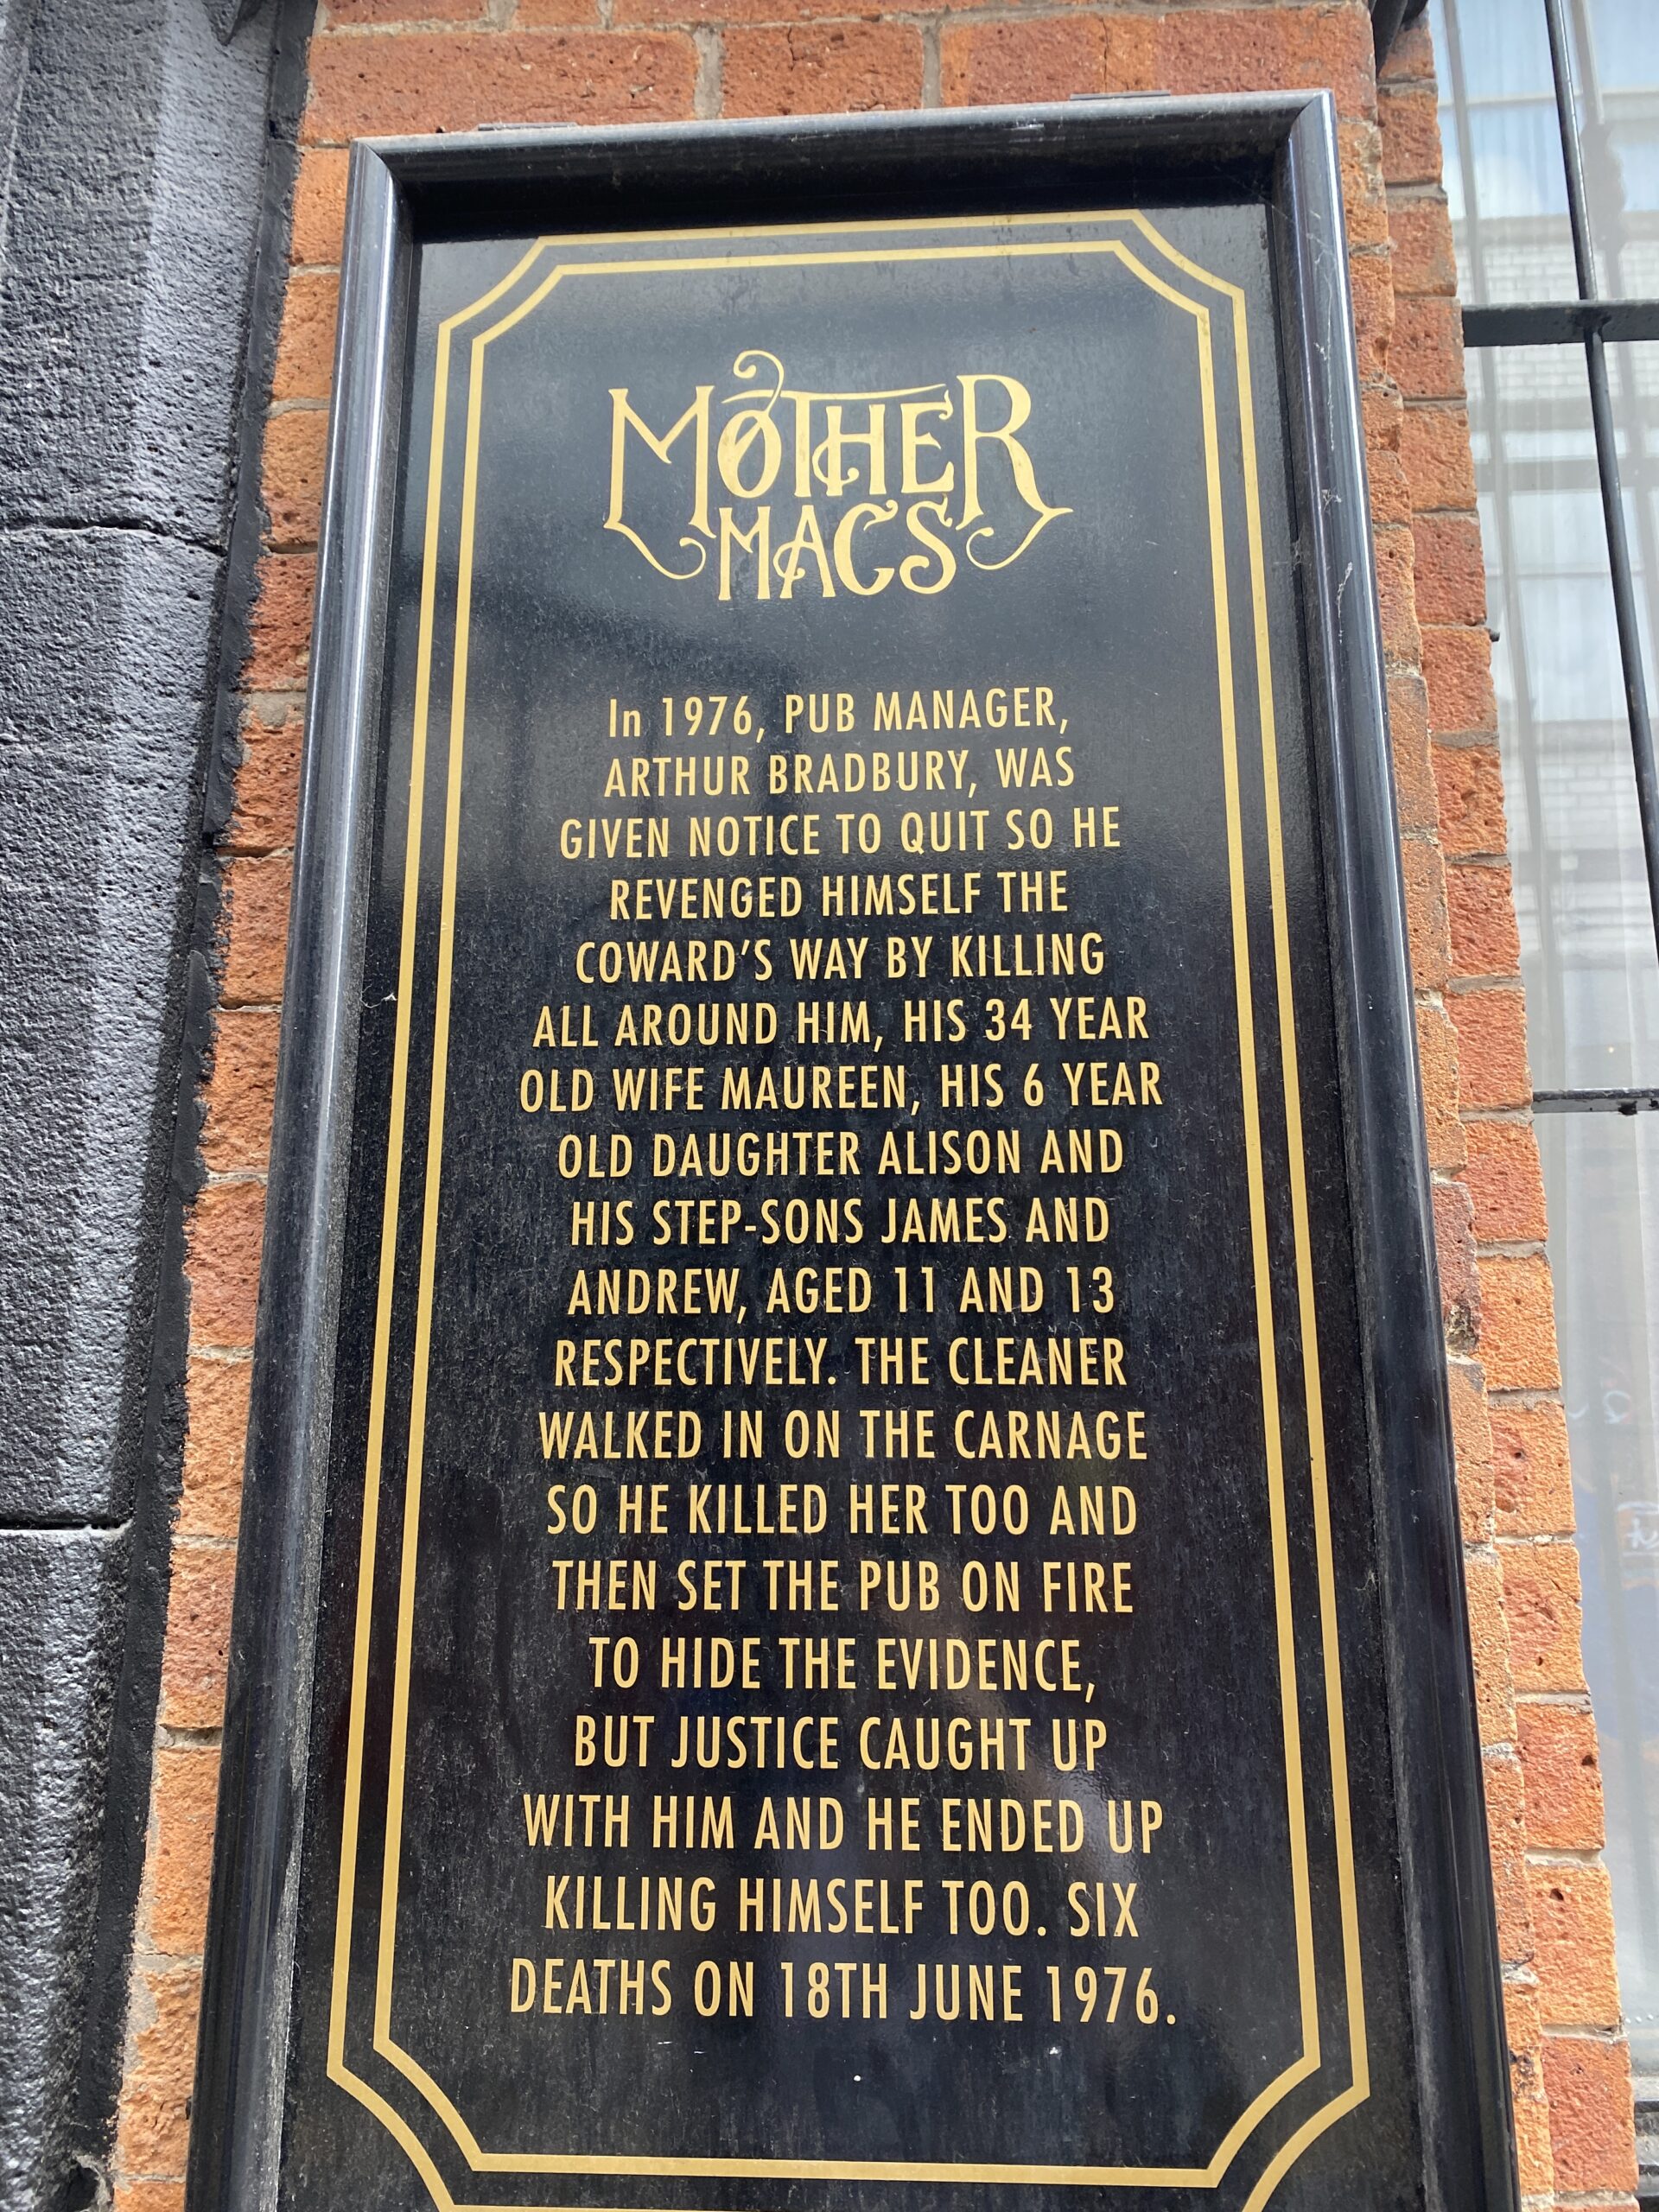 MOTHER
MACS
In 1976, PUB MANAGER,
ARTHUR BRADBURY, WAS
GIVEN NOTICE TO QUIT SO HE
REVENGED HIMSELF THE
COWARD'S WAY BY KILLING
ALL AROUND HIM, HIS 34 YEAR
OLD WIFE MAUREEN, HIS 6 YEAR
OLD DAUGHTER ALISON AND
HIS STEP-SONS JAMES AND
ANDREW, AGED 11 AND 13
RESPECTIVELY. THE CLEANER
WALKED IN ON THE CARNAGE
SO HE KILLED HER TOO AND
THEN SET THE PUB ON FIRE
TO HIDE THE EVIDENCE,
BUT JUSTICE CAUGHT UP
WITH HIM AND HE ENDED UP
KILLING HIMSELF TOO. SIX
DEATHS ON 18TH JUNE 1976.